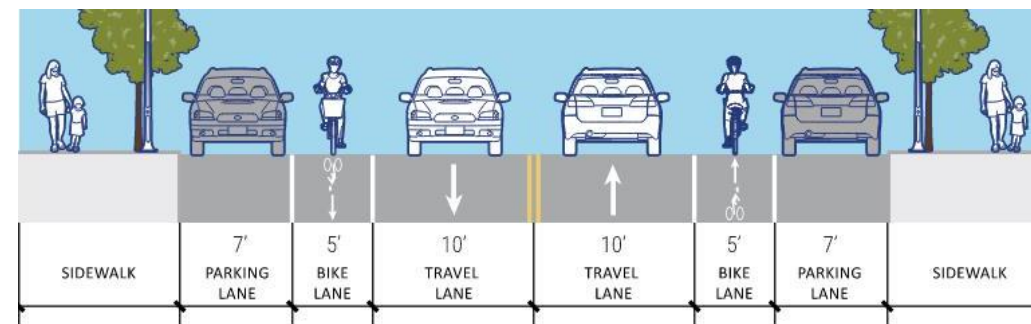 SIDEWALK
7'
PARKING
LANE
5'
BIKE
LANE
10'
TRAVEL
LANE
10'
TRAVEL
LANE
5'
BIKE
LANE
7'
PARKING
LANE
SIDEWALK